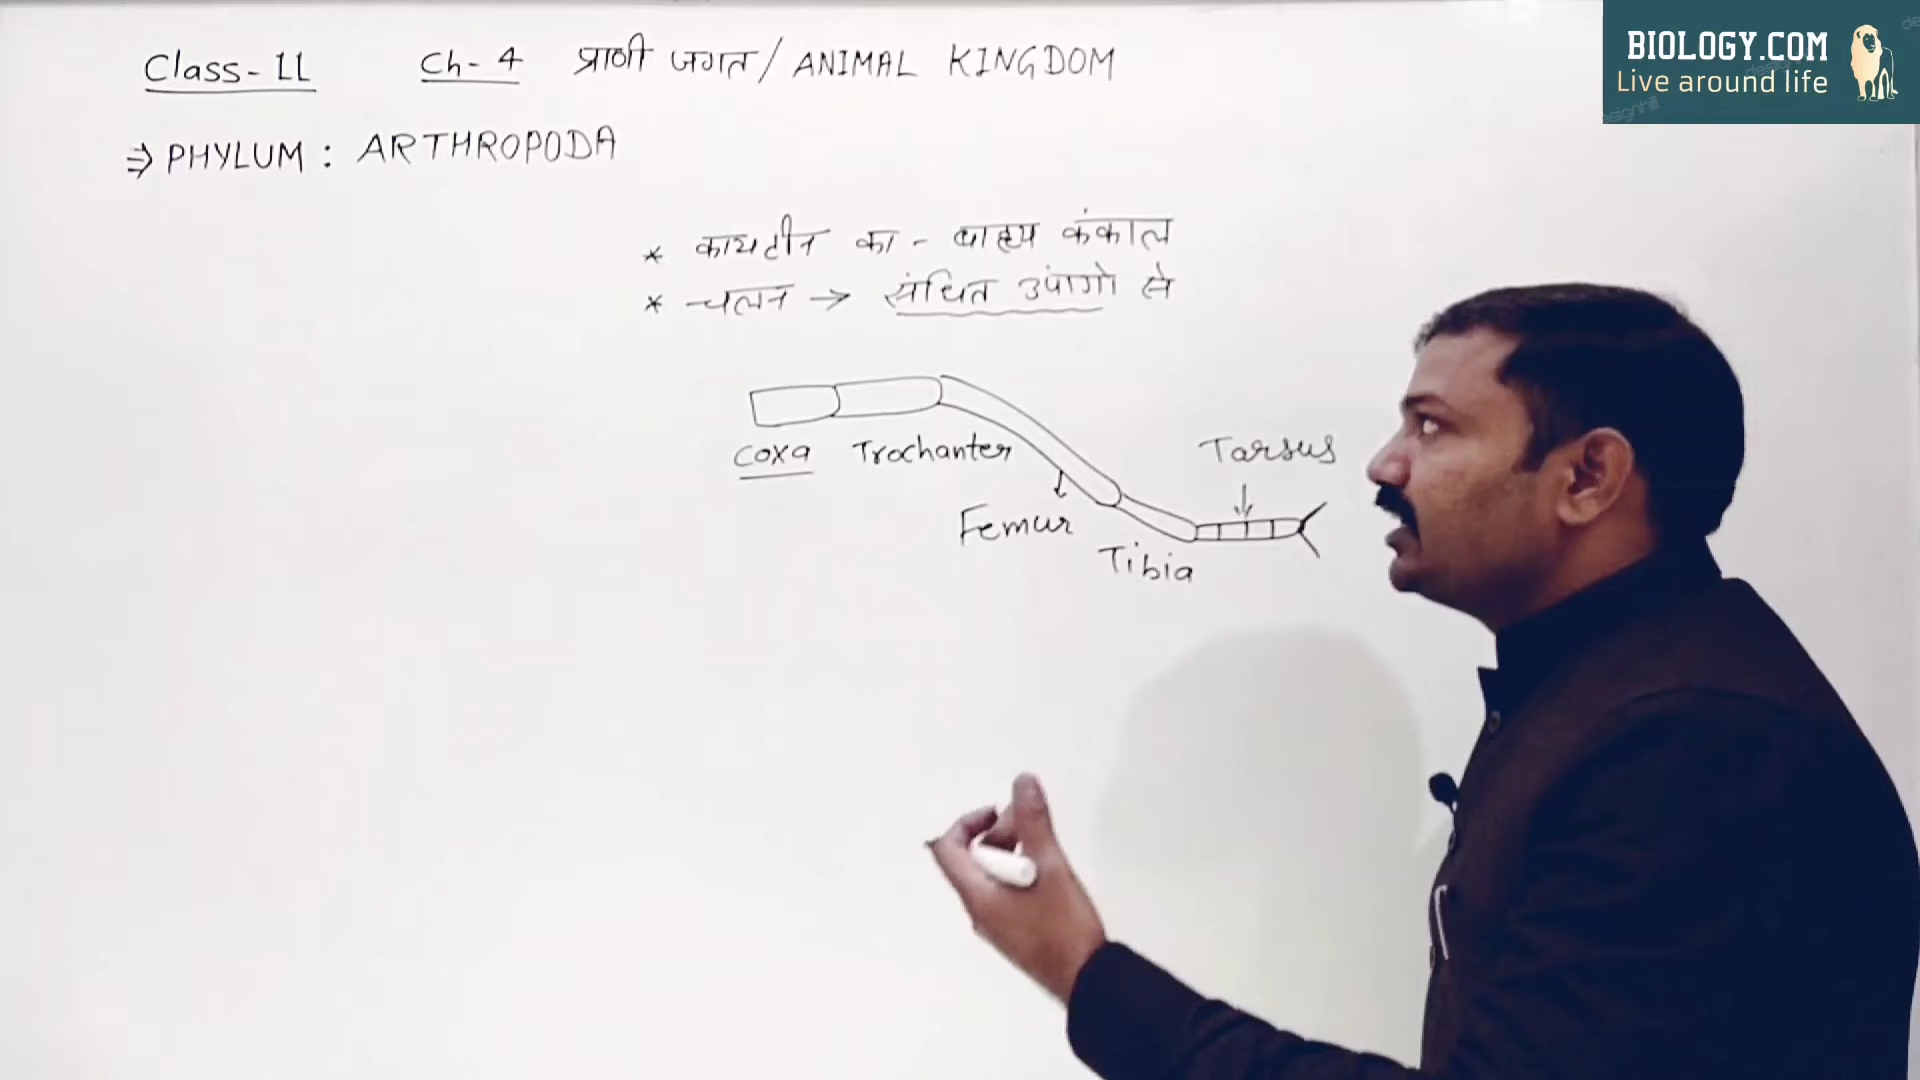 Class-11 Ch-4 प्राणी जगत/ANIMAL KINGDOM
BIOLOGY.COM
Live around life
⇒ PHYLUM: ARTHROPODA
* कायटीन का - बाह्य कंकाल
* चलन → संधित उपांगो से
Coxa Trochanter Tarsus
Femur
Tibia